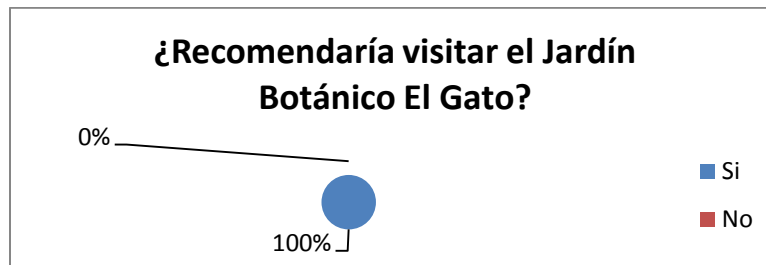 ¿Recomendaría visitar el Jardín
Botánico El Gato?
0%
Si
No
100%